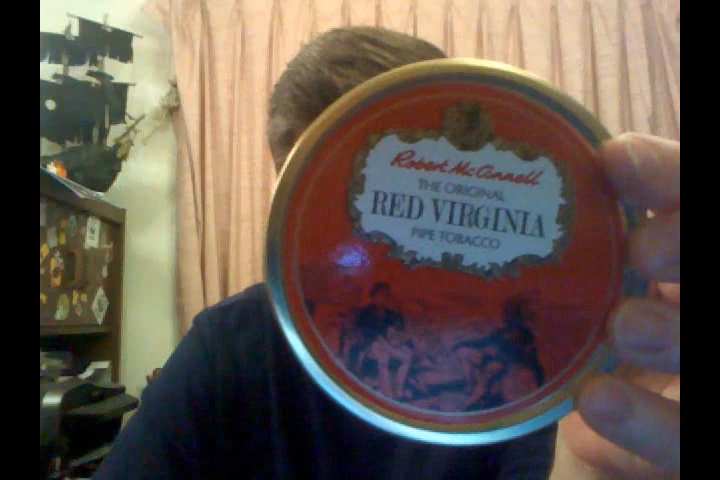 Robert McConnell
THE ORIGINAL
RED VIRGINIA
PIPE TOBACCO